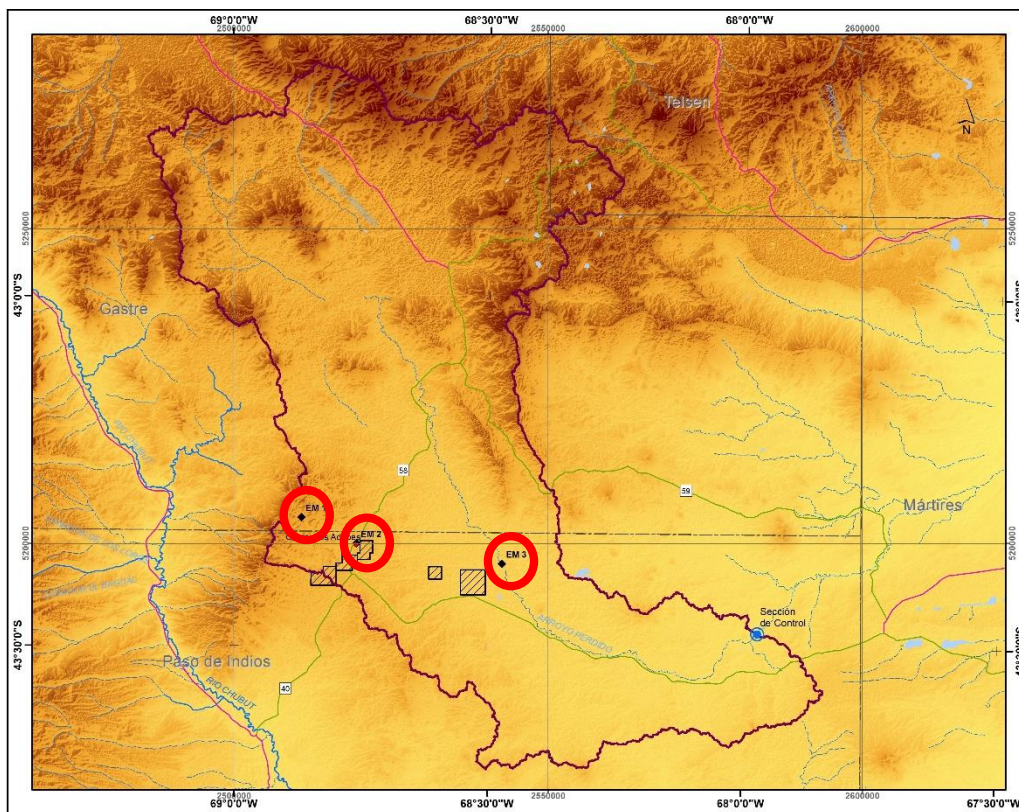 69°0'0"W
68°30'0"W
68°0'0"W
2500000
2550000
2600000
Telsen
N
5250000
5250000
43°0'0"S
Gastre
58
59
Mártires
EM
EM 2
EM 3
5200000
5200000
Sección
de Control
ARROYO PERDIDO
43°30'0"S
Paso de Indios
RIO CHUBUT
40
2500000
2550000
2600000
69°0'0"W
68°30'0"W
68°0'0"W
67°30'0"W